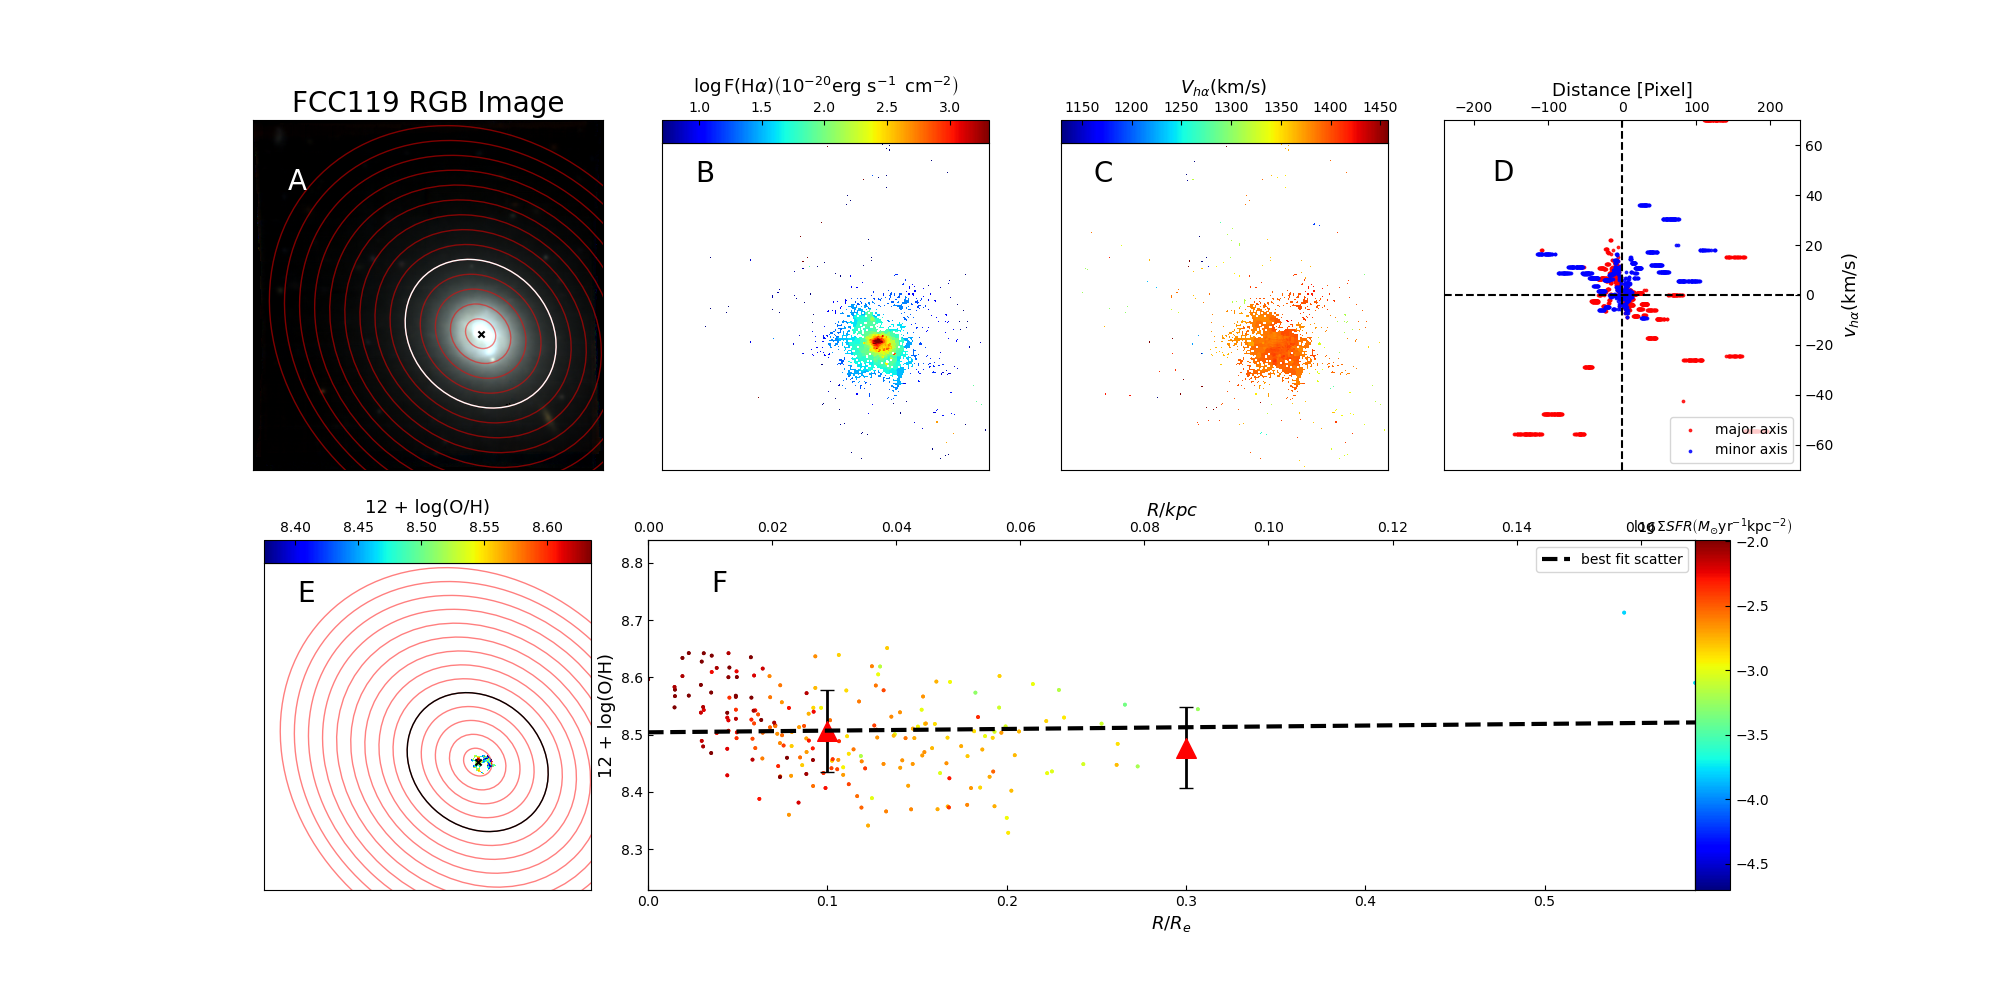 FCC119 RGB Image
A
log F(Hα)(10⁻²⁰erg s⁻¹ cm⁻²)
1.0 1.5 2.0 2.5 3.0
B
V_hα(km/s)
1150 1200 1250 1300 1350 1400 1450
C
Distance [Pixel]
−200 −100 0 100 200
D
60
40
20
0
−20
−40
−60
v_hα(km/s)
major axis
minor axis
12 + log(O/H)
8.40 8.45 8.50 8.55 8.60
E
R/kpc
0.00 0.02 0.04 0.06 0.08 0.10 0.12 0.14 0.16
F
best fit scatter
12 + log(O/H)
8.8
8.7
8.6
8.5
8.4
8.3
0.0 0.1 0.2 0.3 0.4 0.5
R/R_e
log ΣSFR(M_⊙yr⁻¹kpc⁻²)
−2.0
−2.5
−3.0
−3.5
−4.0
−4.5